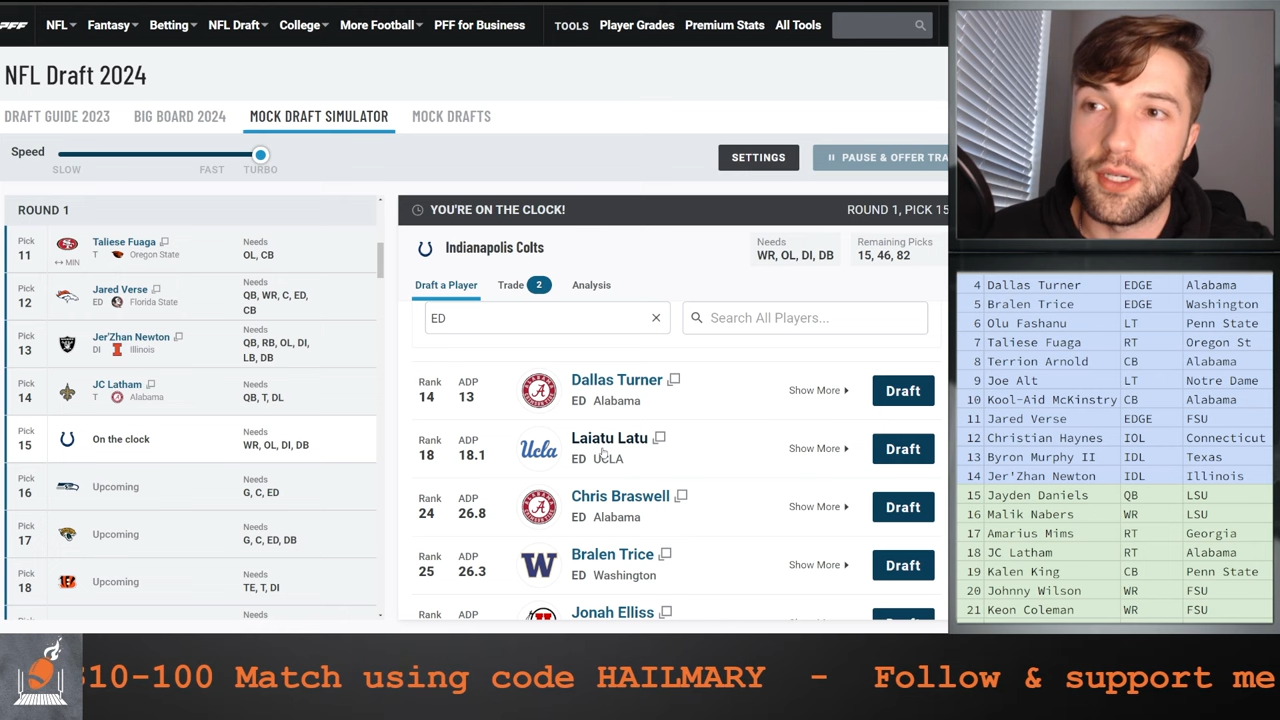 PFF NFL Fantasy Betting NFL Draft College More Football PFF for Business TOOLS Player Grades Premium Stats All Tools
NFL Draft 2024
DRAFT GUIDE 2023 BIG BOARD 2024 MOCK DRAFT SIMULATOR MOCK DRAFTS
Speed
SLOW FAST TURBO
SETTINGS PAUSE & OFFER TRA
ROUND 1
Pick 11 Taliese Fuaga Needs
↔ MIN T Oregon State OL, CB
Pick 12 Jared Verse Needs
ED Florida State QB, WR, C, ED,
CB
Pick 13 Jer'Zhan Newton Needs
DI Illinois QB, RB, OL, DI,
LB, DB
Pick 14 JC Latham Needs
T Alabama QB, T, DL
Pick 15 On the clock Needs
WR, OL, DI, DB
Pick 16 Upcoming Needs
G, C, ED
Pick 17 Upcoming Needs
G, C, ED, DB
Pick 18 Upcoming Needs
TE, T, DI
Pick Needs
YOU'RE ON THE CLOCK! ROUND 1, PICK 15
Indianapolis Colts
Needs
WR, OL, DI, DB
Remaining Picks
15, 46, 82
Draft a Player Trade 2 Analysis
ED Search All Players...
Rank 14 ADP 13 Dallas Turner
ED Alabama Show More Draft
Rank 18 ADP 18.1 Laiatu Latu
Ucla ED UCLA Show More Draft
Rank 24 ADP 26.8 Chris Braswell
ED Alabama Show More Draft
Rank 25 ADP 26.3 Bralen Trice
W ED Washington Show More Draft
Rank ADP Jonah Elliss
4 Dallas Turner EDGE Alabama
5 Bralen Trice EDGE Washington
6 Olu Fashanu LT Penn State
7 Taliese Fuaga RT Oregon St
8 Terrion Arnold CB Alabama
9 Joe Alt LT Notre Dame
10 Kool-Aid McKinstry CB Alabama
11 Jared Verse EDGE FSU
12 Christian Haynes IOL Connecticut
13 Byron Murphy II IDL Texas
14 Jer'Zhan Newton IDL Illinois
15 Jayden Daniels QB LSU
16 Malik Nabers WR LSU
17 Amarius Mims RT Georgia
18 JC Latham RT Alabama
19 Kalen King CB Penn State
20 Johnny Wilson WR FSU
21 Keon Coleman WR FSU
10-100 Match using code HAILMARY - Follow & support me